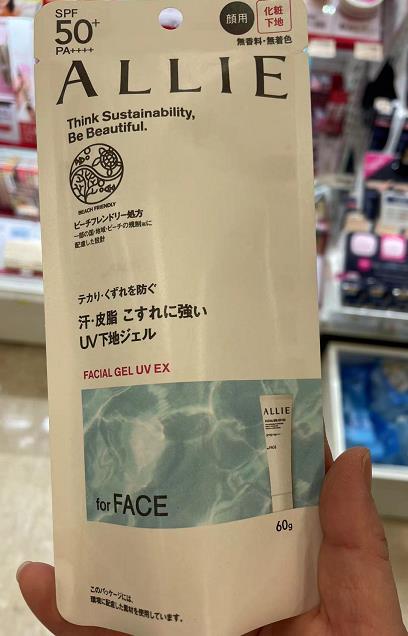 SPF
50+
PA++++
顔用
化粧
下地
無香料・無着色
ALLIE
Think Sustainability,
Be Beautiful.
BEACH FRIENDLY
ビーチフレンドリー処方
一部の国・地域・ビーチの規制※に
配慮した設計
テカリ・くずれを防ぐ
汗・皮脂 こすれに強い
UV下地ジェル
FACIAL GEL UV EX
ALLIE
for FACE
60g
このパッケージには、
環境に配慮した素材を使用しています。